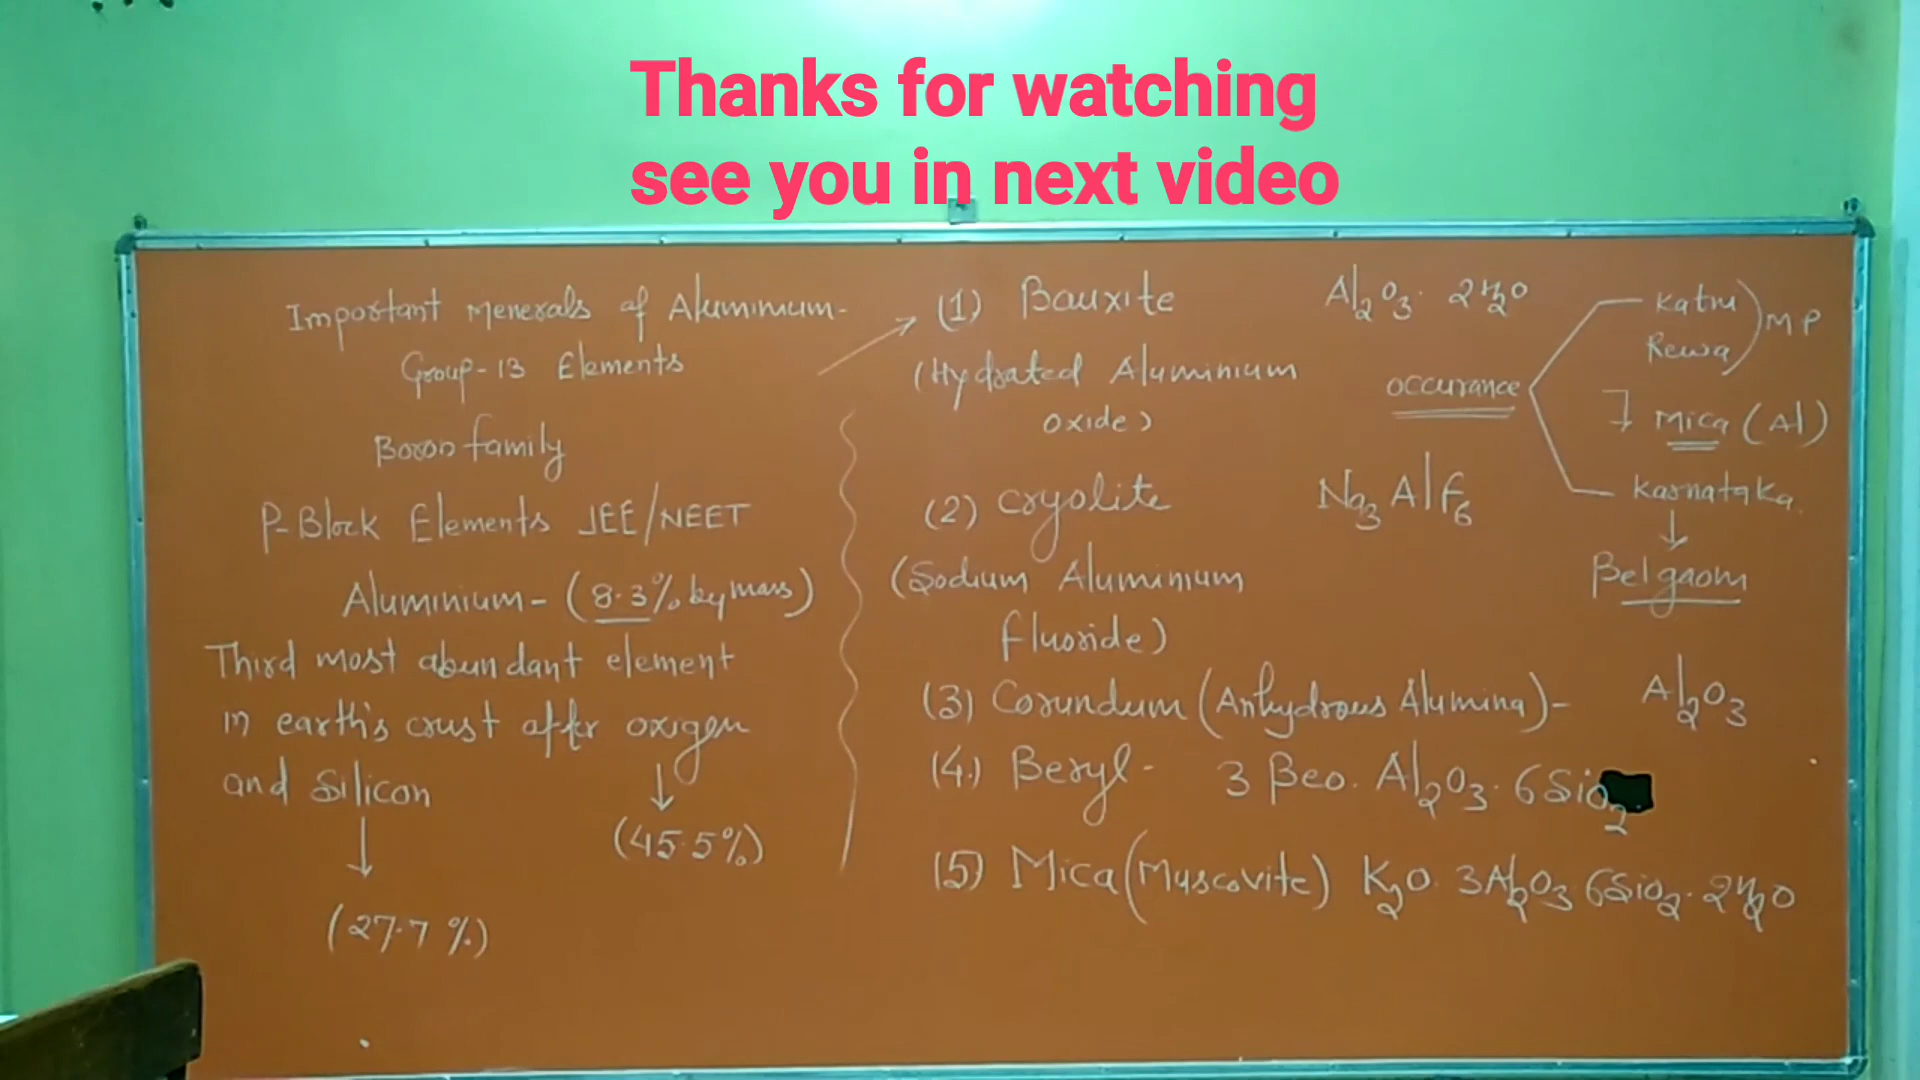 Thanks for watching
see you in next video
Important Menerals of Aluminium-
Group-13 Elements
Boron family
P-Block Elements JEE/NEET
Aluminium - (8.3% by mass)
Third most abundant element
in earth's crust after oxigen
and Silicon
(45.5%)
(27.7 %)
(1) Bauxite Al₂O₃. 2H₂O
(Hydrated Aluminium
oxide)
occurance
Katni
Rewa
MP
Mica (Al)
Karnataka.
Belgaom
(2) cryolite Na₃AlF₆
(Sodium Aluminium
fluoride)
(3) Corundum (Anhydrous Alumina)- Al₂O₃
(4.) Beryl- 3 Beo. Al₂O₃. 6SiO₂
(5) Mica (Muscovite) K₂O. 3Al₂O₃ 6SiO₂. 2H₂O